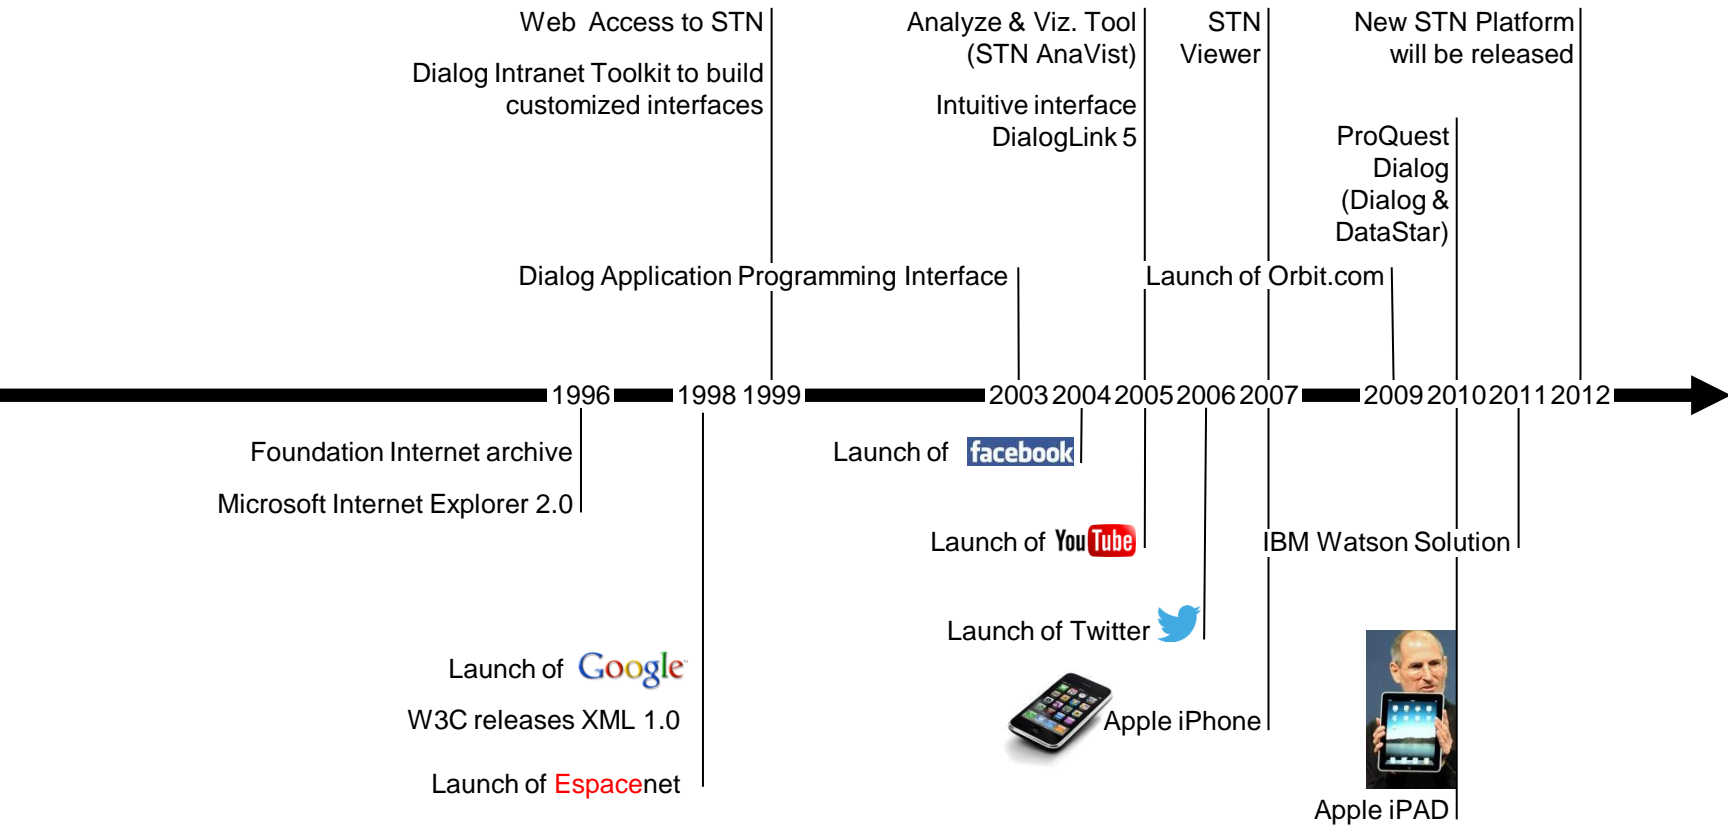 Web Access to STN
Dialog Intranet Toolkit to build
customized interfaces
Analyze & Viz. Tool
(STN AnaVist)
Intuitive interface
DialogLink 5
STN
Viewer
New STN Platform
will be released
ProQuest
Dialog
(Dialog &
DataStar)
Dialog Application Programming Interface
Launch of Orbit.com
1996 1998 1999 2003 2004 2005 2006 2007 2009 2010 2011 2012
Foundation Internet archive
Microsoft Internet Explorer 2.0
Launch of facebook
Launch of YouTube
IBM Watson Solution
Launch of Twitter
Launch of Google
W3C releases XML 1.0
Launch of Espacenet
Apple iPhone
Apple iPAD